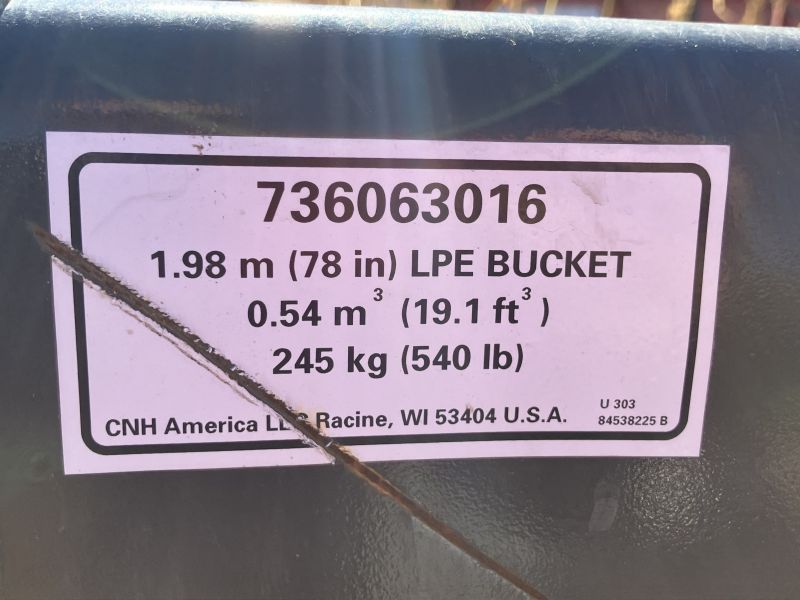 736063016
1.98 m (78 in) LPE BUCKET
0.54 m³ (19.1 ft³)
245 kg (540 lb)
CNH America LLC Racine, WI 53404 U.S.A.
U 303
84538225 B